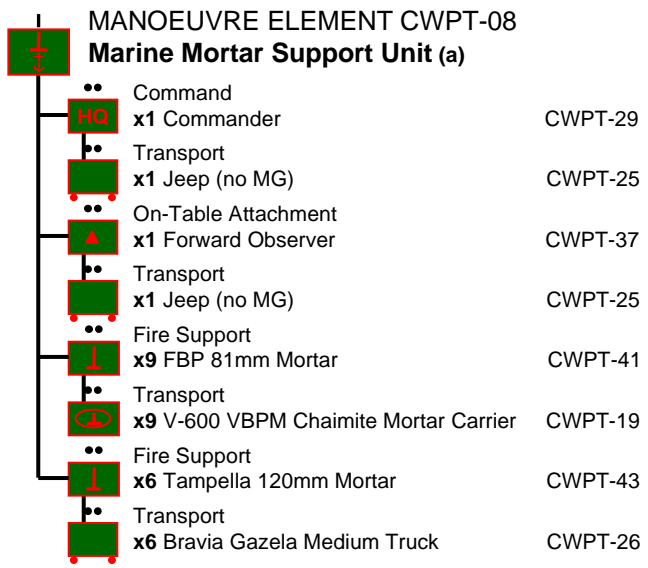 MANOEUVRE ELEMENT CWPT-08
Marine Mortar Support Unit (a)
Command
HQ x1 Commander CWPT-29
Transport
x1 Jeep (no MG) CWPT-25
On-Table Attachment
x1 Forward Observer CWPT-37
Transport
x1 Jeep (no MG) CWPT-25
Fire Support
x9 FBP 81mm Mortar CWPT-41
Transport
x9 V-600 VBPM Chaimite Mortar Carrier CWPT-19
Fire Support
x6 Tampella 120mm Mortar CWPT-43
Transport
x6 Bravia Gazela Medium Truck CWPT-26